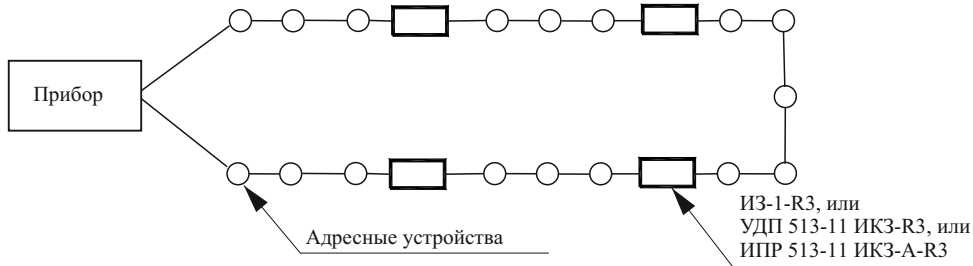 Прибор
ИЗ-1-R3, или
УДП 513-11 ИКЗ-R3, или
ИПР 513-11 ИКЗ-А-R3
Адресные устройства